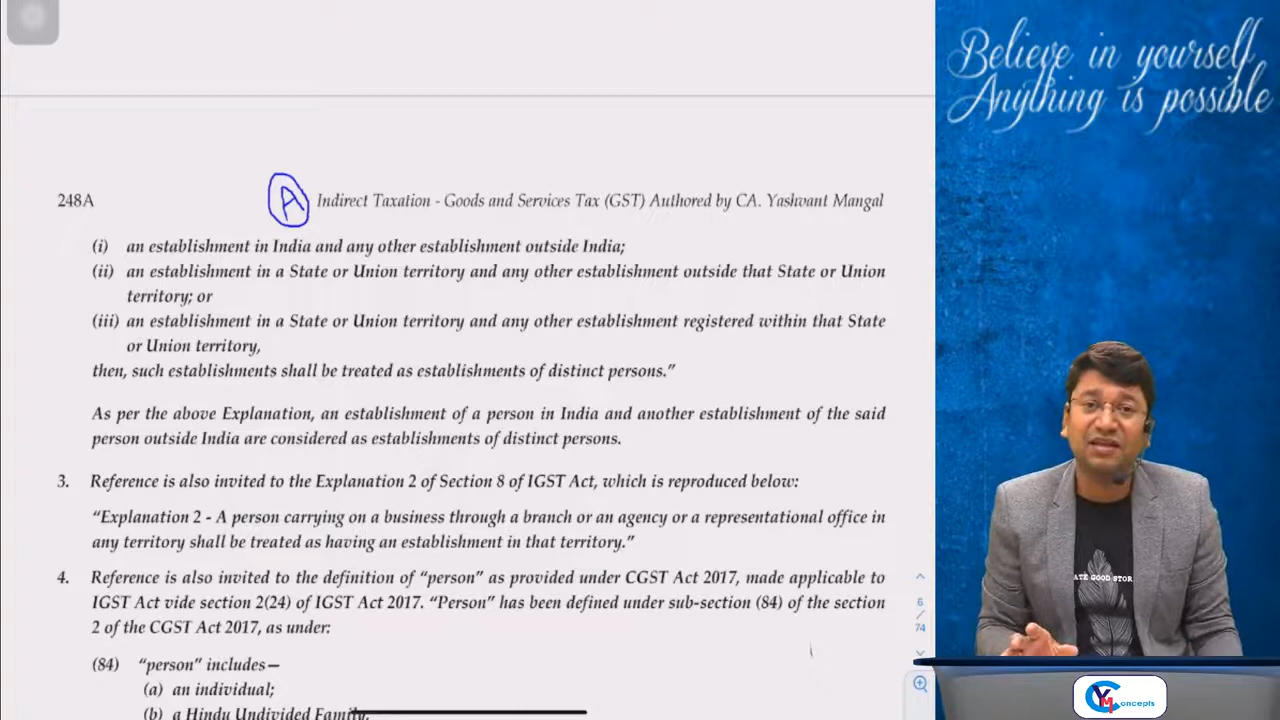 Believe in yourself
Anything is possible
A
248A Indirect Taxation - Goods and Services Tax (GST) Authored by CA. Yashvant Mangal
(i) an establishment in India and any other establishment outside India;
(ii) an establishment in a State or Union territory and any other establishment outside that State or Union
territory; or
(iii) an establishment in a State or Union territory and any other establishment registered within that State
or Union territory,
then, such establishments shall be treated as establishments of distinct persons.”
As per the above Explanation, an establishment of a person in India and another establishment of the said
person outside India are considered as establishments of distinct persons.
3. Reference is also invited to the Explanation 2 of Section 8 of IGST Act, which is reproduced below:
“Explanation 2 - A person carrying on a business through a branch or an agency or a representational office in
any territory shall be treated as having an establishment in that territory.”
4. Reference is also invited to the definition of “person” as provided under CGST Act 2017, made applicable to
IGST Act vide section 2(24) of IGST Act 2017. “Person” has been defined under sub-section (84) of the section
2 of the CGST Act 2017, as under:
(84) “person” includes—
(a) an individual;
(b) a Hindu Undivided Family.
6
/
74
ATE GOOD STOR
CYM oncepts